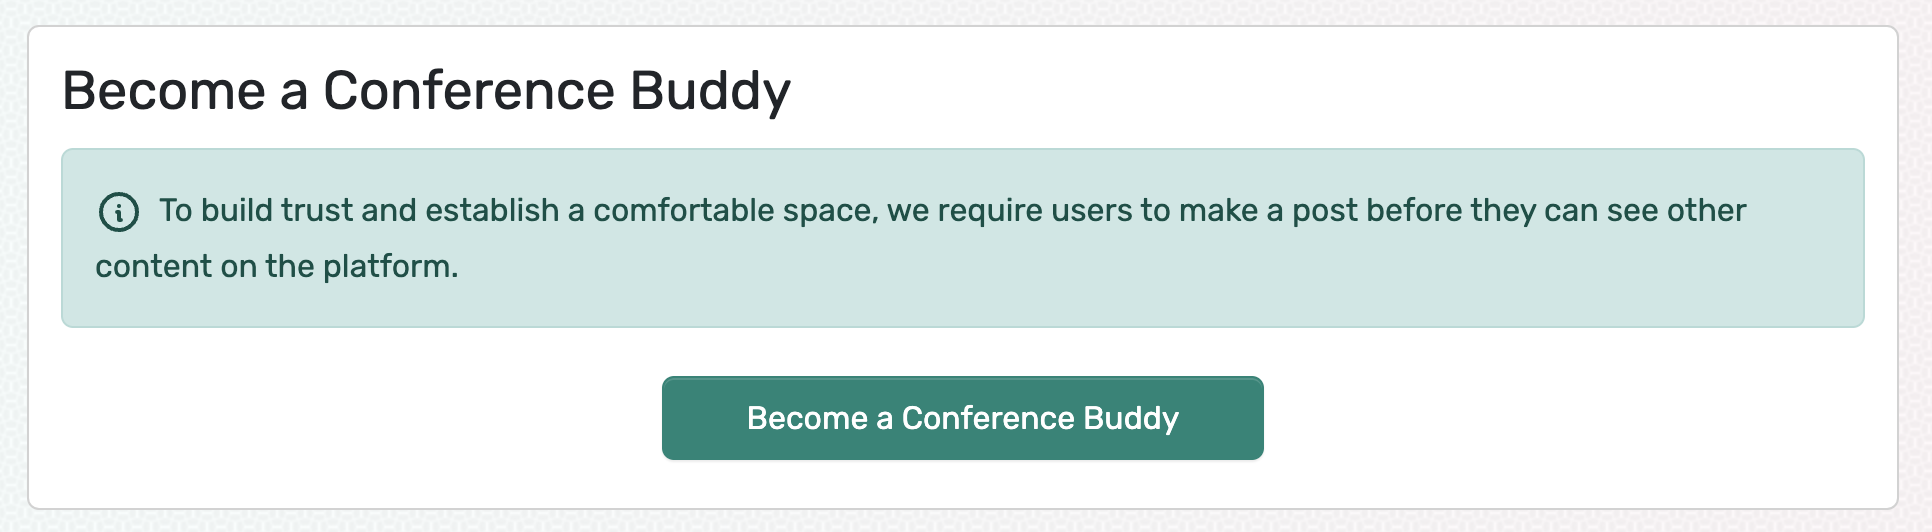 Become a Conference Buddy
To build trust and establish a comfortable space, we require users to make a post before they can see other
content on the platform.
Become a Conference Buddy